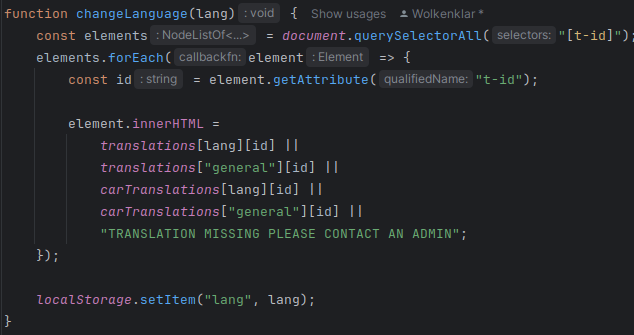 function changeLanguage(lang) : void { Show usages Wolkenklar *
const elements : NodeListOf<...> = document.querySelectorAll( selectors: "[t-id]");
elements.forEach( callbackfn: element : Element => {
const id : string = element.getAttribute( qualifiedName: "t-id");
element.innerHTML =
translations[lang][id] ||
translations["general"][id] ||
carTranslations[lang][id] ||
carTranslations["general"][id] ||
"TRANSLATION MISSING PLEASE CONTACT AN ADMIN";
});
localStorage.setItem("lang", lang);
}